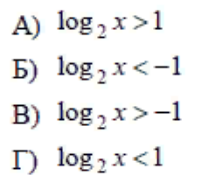 А) log₂ x > 1
Б) log₂ x < −1
В) log₂ x > −1
Г) log₂ x < 1